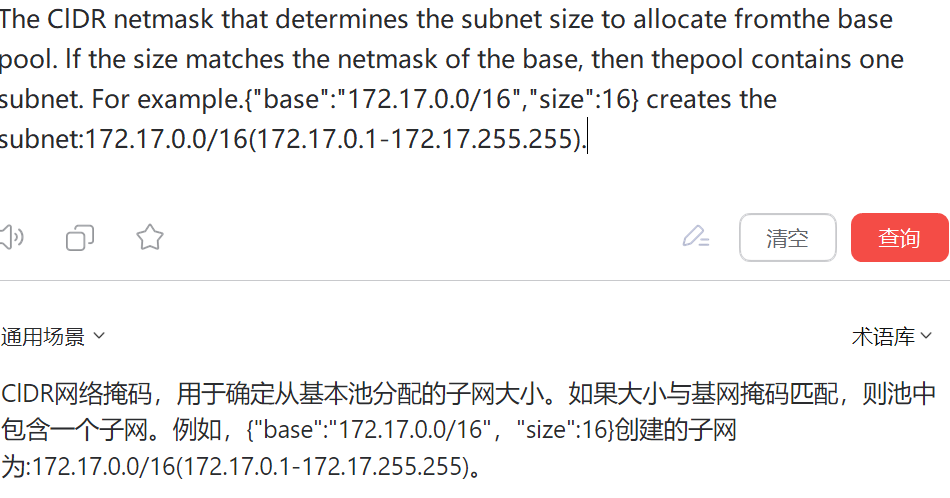 The ClDR netmask that determines the subnet size to allocate fromthe base
pool. lf the size matches the netmask of the base, then thepool contains one
subnet. For example.{"base":"172.17.0.0/16","size":16} creates the
subnet:172.17.0.0/16(172.17.0.1-172.17.255.255).
清空
查询
通用场景
术语库
ClDR网络掩码，用于确定从基本池分配的子网大小。如果大小与基网掩码匹配，则池中
包含一个子网。例如，{"base":"172.17.0.0/16"，"size":16}创建的子网
为:172.17.0.0/16(172.17.0.1-172.17.255.255)。